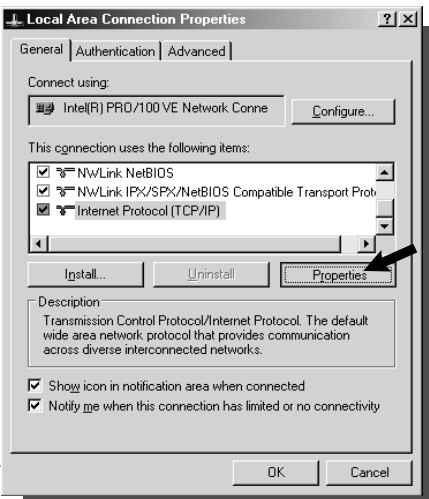 Local Area Connection Properties
General Authentication Advanced
Connect using:
Intel(R) PRO/100 VE Network Conne
Configure...
This connection uses the following items:
NWLink NetBIOS
NWLink IPX/SPX/NetBIOS Compatible Transport Prot
Internet Protocol (TCP/IP)
Install... Uninstall Properties
Description
Transmission Control Protocol/Internet Protocol. The default
wide area network protocol that provides communication
across diverse interconnected networks.
Show icon in notification area when connected
Notify me when this connection has limited or no connectivity
OK Cancel